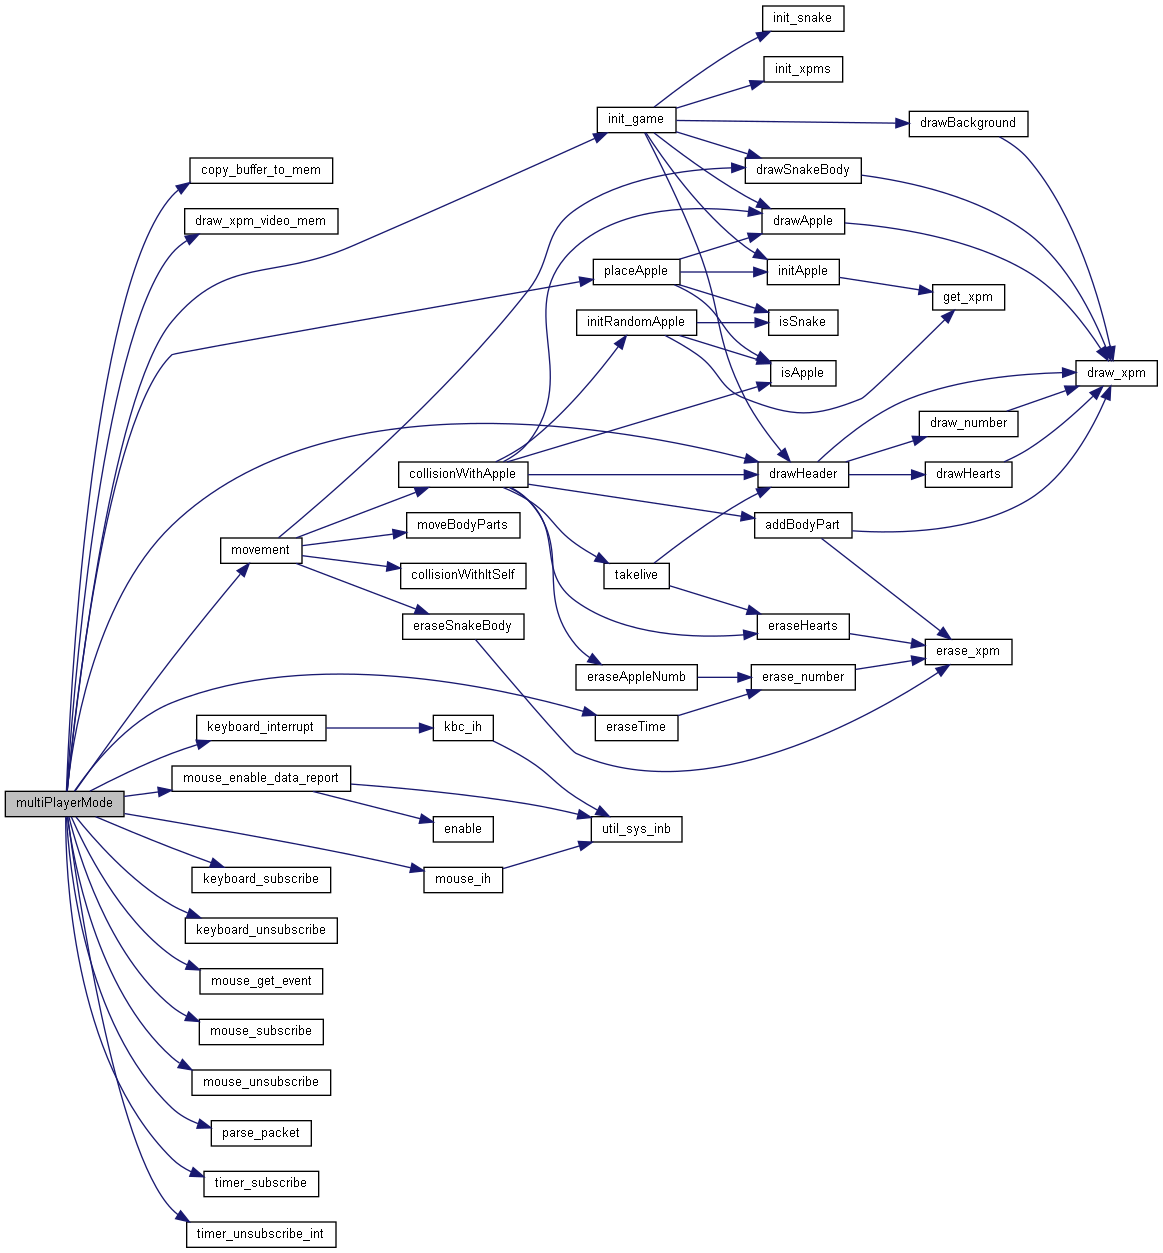 init_snake
init_xpms
init_game
drawBackground
copy_buffer_to_mem
drawSnakeBody
draw_xpm_video_mem
drawApple
placeApple
initApple
get_xpm
initRandomApple
isSnake
isApple
draw_xpm
draw_number
collisionWithApple
drawHeader
drawHearts
moveBodyParts
addBodyPart
movement
collisionWithItSelf
takelive
eraseSnakeBody
eraseHearts
erase_xpm
eraseAppleNumb
erase_number
keyboard_interrupt
kbc_ih
eraseTime
mouse_enable_data_report
multiPlayerMode
enable
util_sys_inb
keyboard_subscribe
mouse_ih
keyboard_unsubscribe
mouse_get_event
mouse_subscribe
mouse_unsubscribe
parse_packet
timer_subscribe
timer_unsubscribe_int